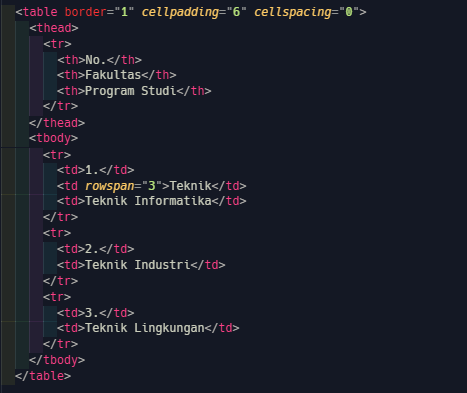 <table border="1" cellpadding="6" cellspacing="0">
<thead>
<tr>
<th>No.</th>
<th>Fakultas</th>
<th>Program Studi</th>
</tr>
</thead>
<tbody>
<tr>
<td>1.</td>
<td rowspan="3">Teknik</td>
<td>Teknik Informatika</td>
</tr>
<tr>
<td>2.</td>
<td>Teknik Industri</td>
</tr>
<tr>
<td>3.</td>
<td>Teknik Lingkungan</td>
</tr>
</tbody>
</table>